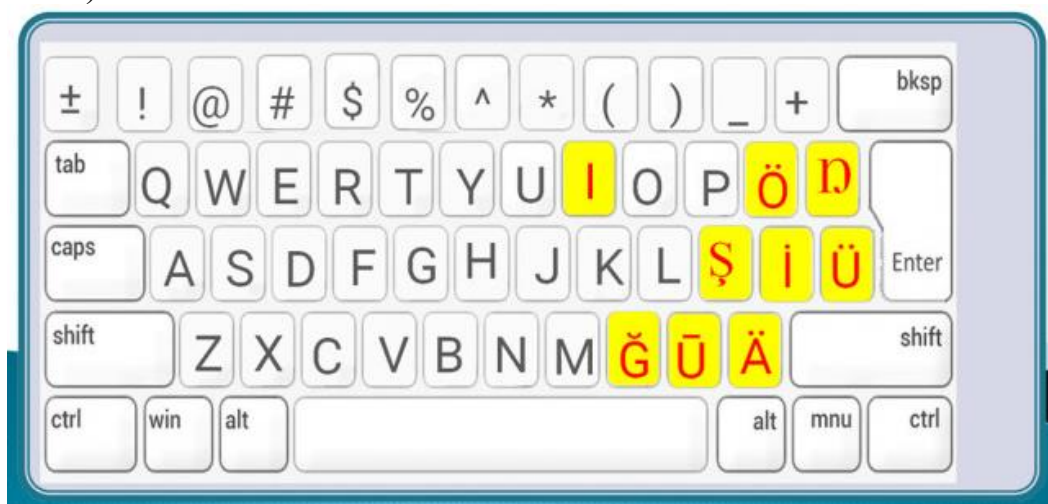 ± ! @ # $ % ^ * ( ) _ + bksp
tab Q W E R T Y U I O P Ö Ŋ
caps A S D F G H J K L Ş İ Ü Enter
shift Z X C V B N M Ğ Ū Ä shift
ctrl win alt alt mnu ctrl